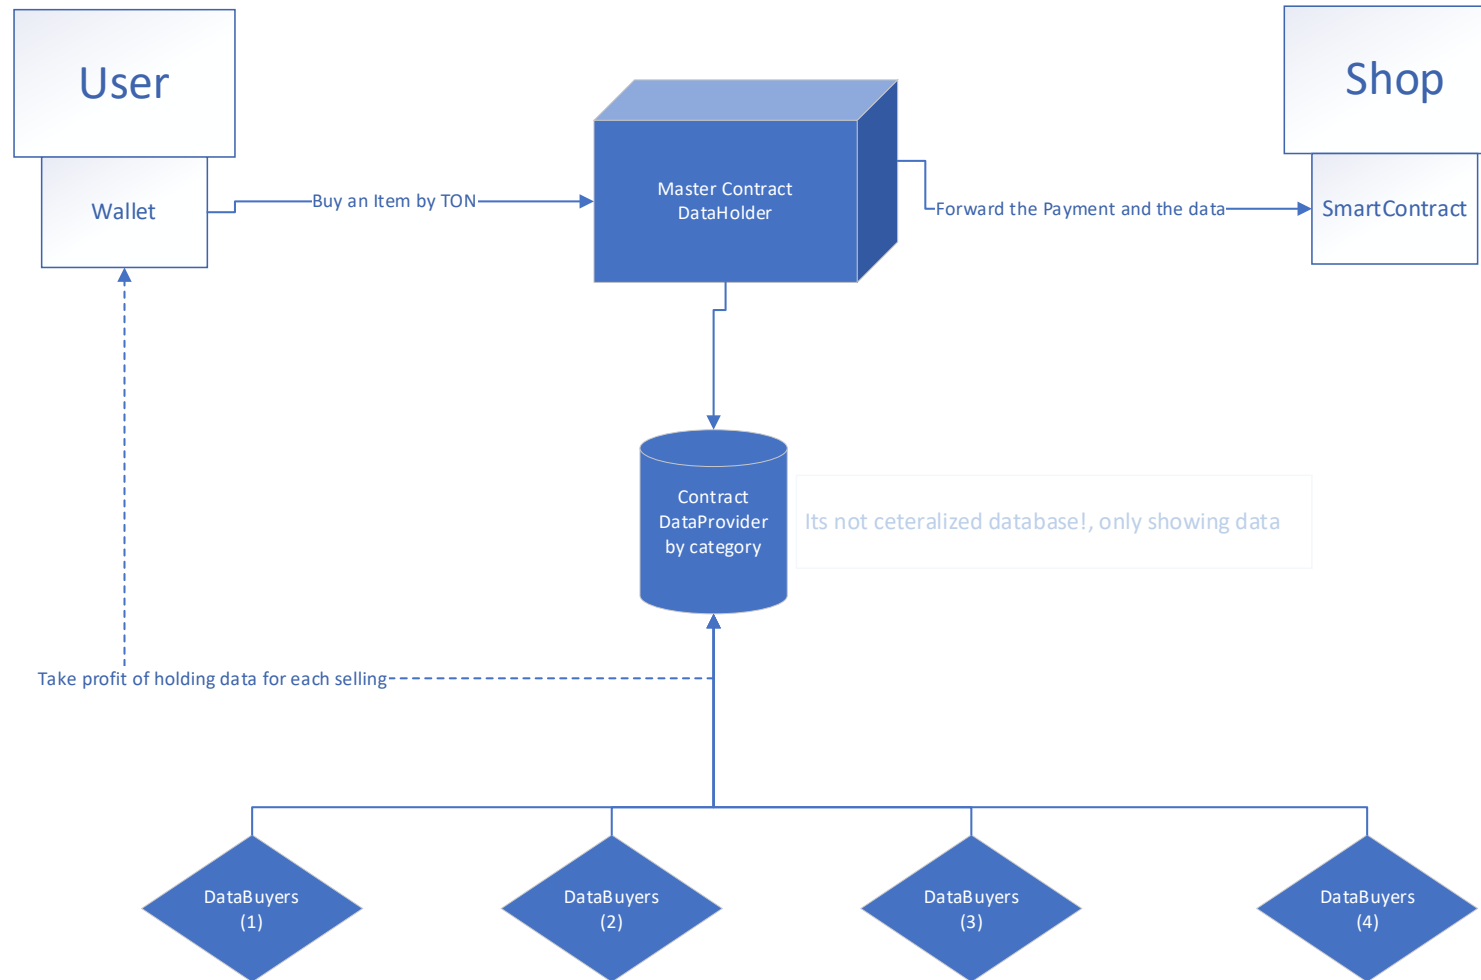 User
Shop
Wallet
Buy an Item by TON
Master Contract
DataHolder
Forward the Payment and the data
SmartContract
Contract
DataProvider
by category
Its not ceteralized database!, only showing data
Take profit of holding data for each selling
DataBuyers
(1)
DataBuyers
(2)
DataBuyers
(3)
DataBuyers
(4)